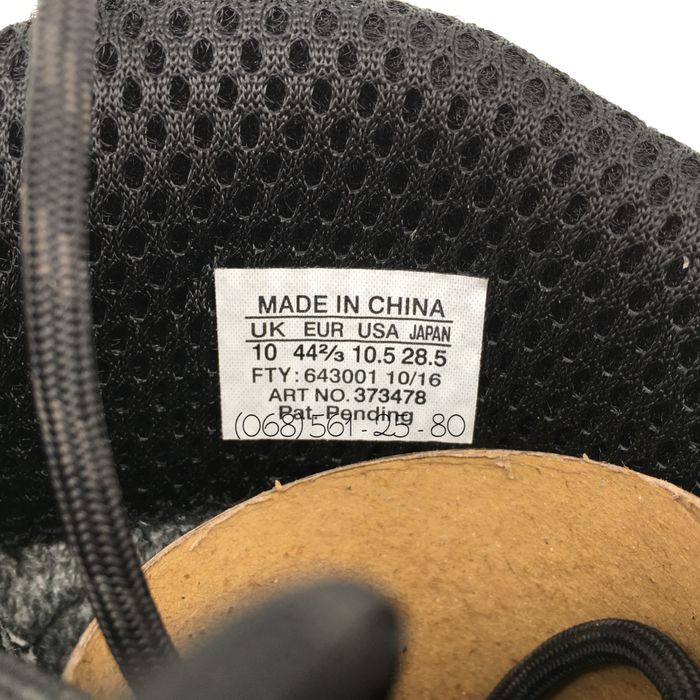 MADE IN CHINA
UK EUR USA JAPAN
10 44⅔ 10.5 28.5
FTY: 643001 10/16
ART NO. 373478
Pat-Pending
(068) 561-25-80